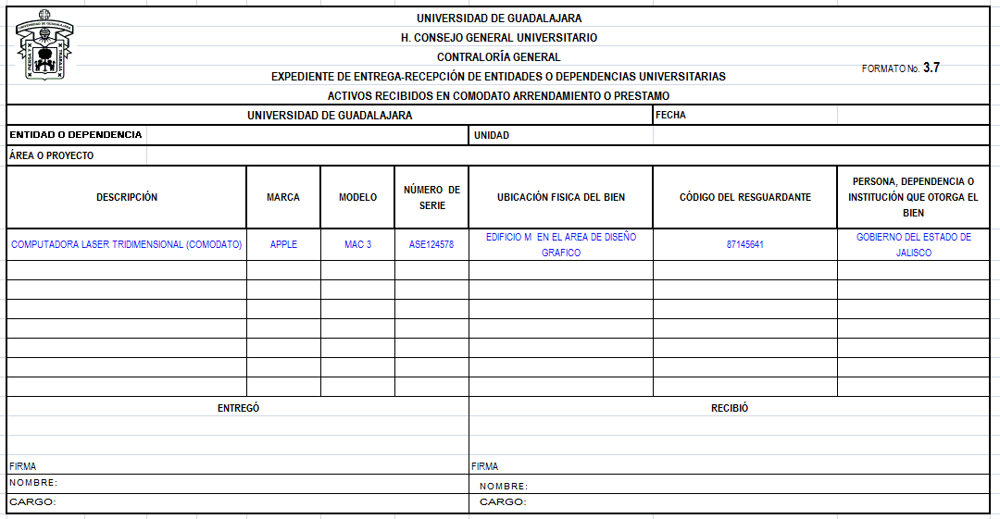 UNIVERSIDAD DE GUADALAJARA
H. CONSEJO GENERAL UNIVERSITARIO
CONTRALORÍA GENERAL
EXPEDIENTE DE ENTREGA-RECEPCIÓN DE ENTIDADES O DEPENDENCIAS UNIVERSITARIAS
FORMATO No. 3.7
ACTIVOS RECIBIDOS EN COMODATO ARRENDAMIENTO O PRESTAMO
UNIVERSIDAD DE GUADALAJARA FECHA
ENTIDAD O DEPENDENCIA UNIDAD
ÁREA O PROYECTO
DESCRIPCIÓN
MARCA
MODELO
NÚMERO DE
SERIE
UBICACIÓN FISICA DEL BIEN
CÓDIGO DEL RESGUARDANTE
PERSONA, DEPENDENCIA O
INSTITUCIÓN QUE OTORGA EL
BIEN
COMPUTADORA LASER TRIDIMENSIONAL (COMODATO)
APPLE
MAC 3
ASE124578
EDIFICIO M EN EL AREA DE DISEÑO
GRAFICO
87145641
GOBIERNO DEL ESTADO DE
JALISCO
ENTREGÓ RECIBIÓ
FIRMA FIRMA
NOMBRE: NOMBRE:
CARGO: CARGO: